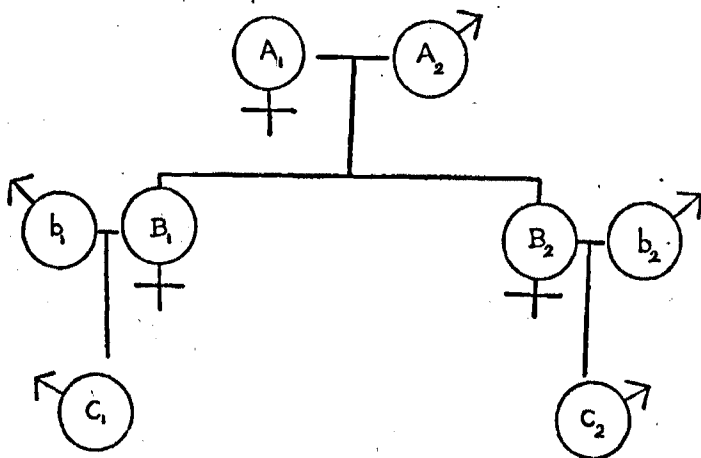 A₁ A₂
b₁ B₁ B₂ b₂
C₁ C₂